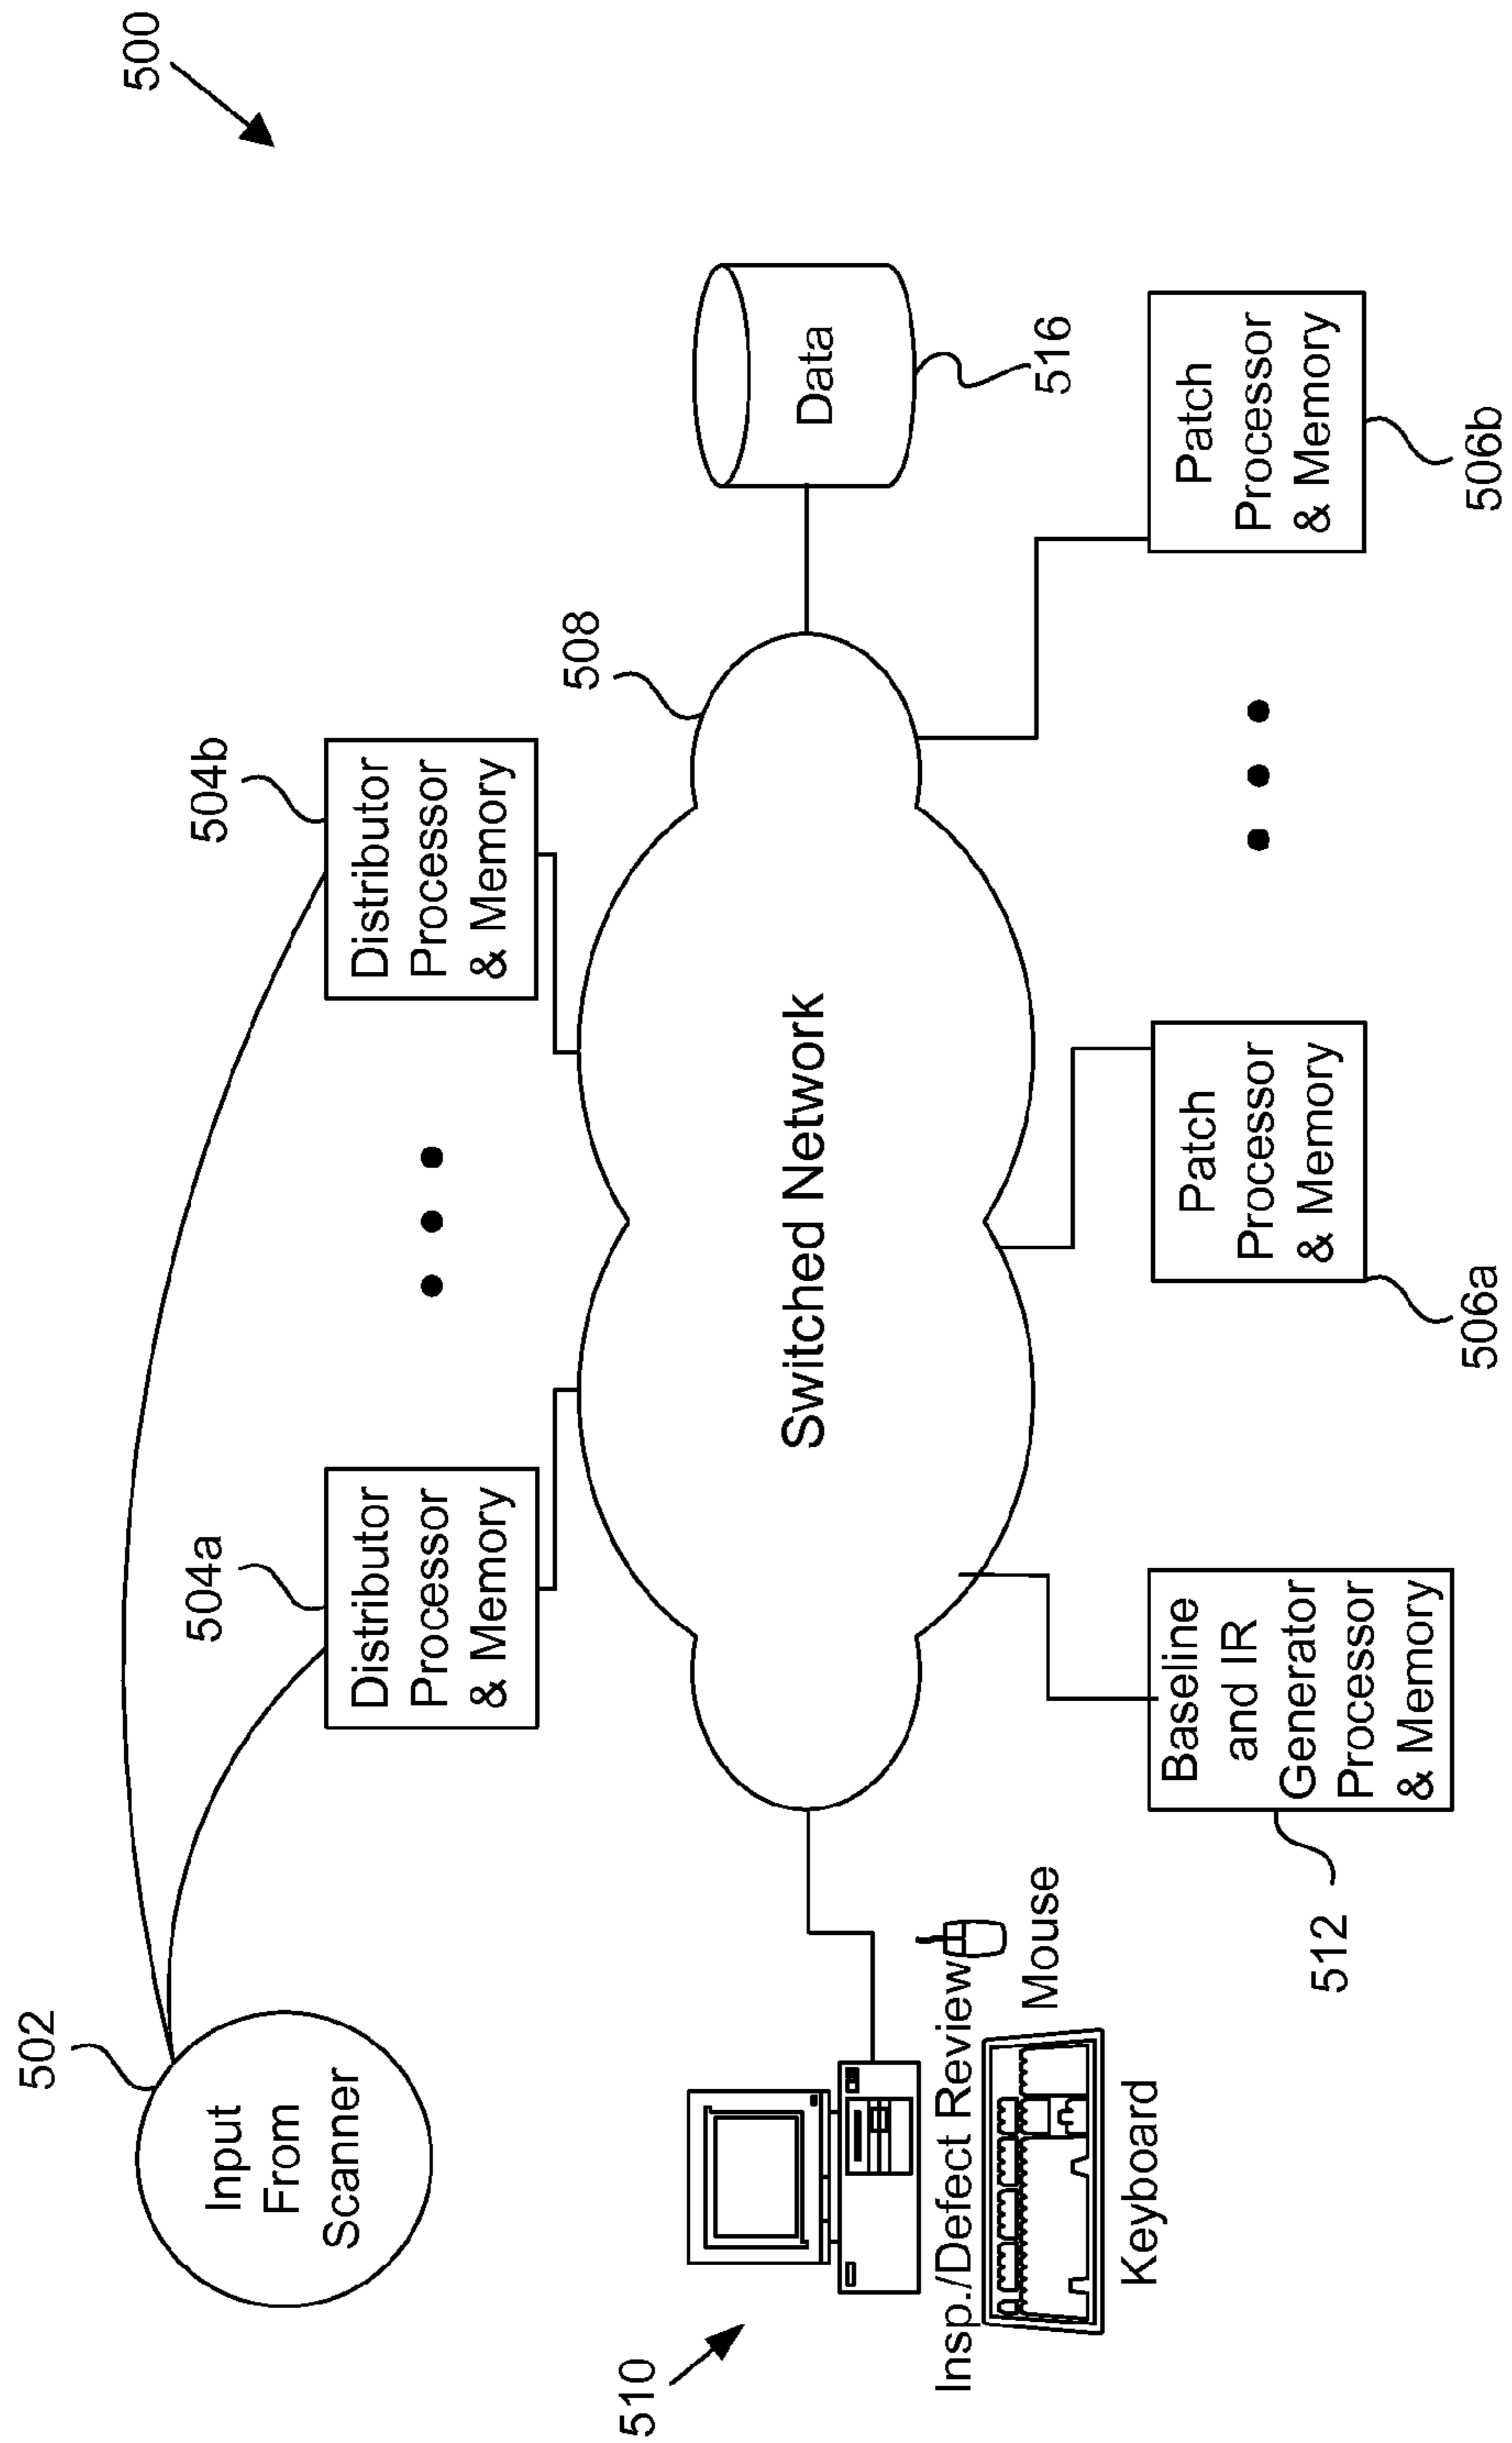 500
502
Input
From
Scanner
504a
Distributor
Processor
& Memory
504b
Distributor
Processor
& Memory
508
Switched Network
Data
516
510
Insp./Defect Review
Mouse
Keyboard
512
Baseline
and IR
Generator
Processor
& Memory
506a
Patch
Processor
& Memory
506b
Patch
Processor
& Memory